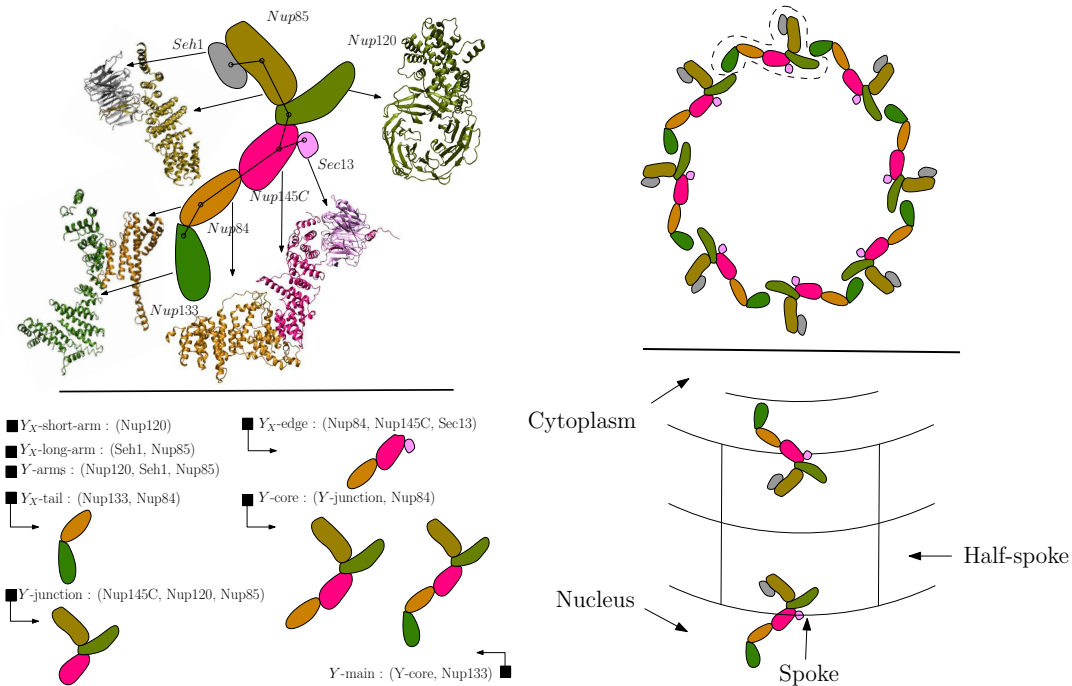 Nup85
Seh1
Nup120
Sec13
Nup145C
Nup84
Nup133
Y_X-short-arm : (Nup120)
Y_X-long-arm : (Seh1, Nup85)
Y-arms : (Nup120, Seh1, Nup85)
Y_X-tail : (Nup133, Nup84)
Y-junction : (Nup145C, Nup120, Nup85)
Y_X-edge : (Nup84, Nup145C, Sec13)
Y-core : (Y-junction, Nup84)
Y-main : (Y-core, Nup133)
Cytoplasm
Half-spoke
Nucleus
Spoke